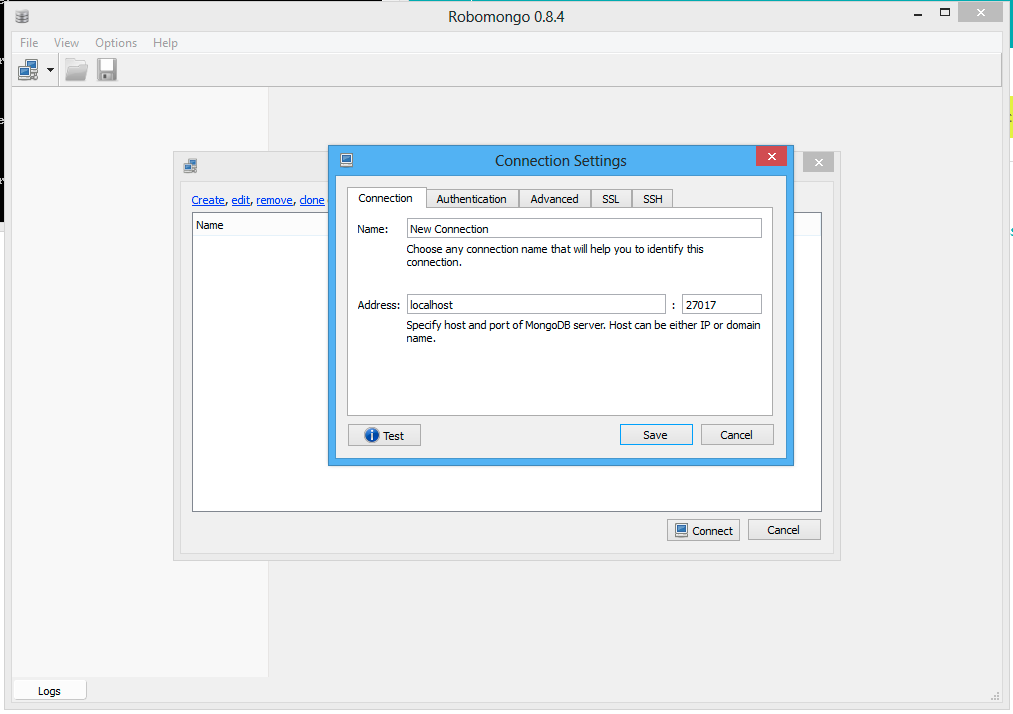 Robomongo 0.8.4
File View Options Help
Create, edit, remove, clone
Name
Connection Settings
Connection Authentication Advanced SSL SSH
Name: New Connection
Choose any connection name that will help you to identify this
connection.
Address: localhost : 27017
Specify host and port of MongoDB server. Host can be either IP or domain
name.
Test Save Cancel
Connect Cancel
Logs